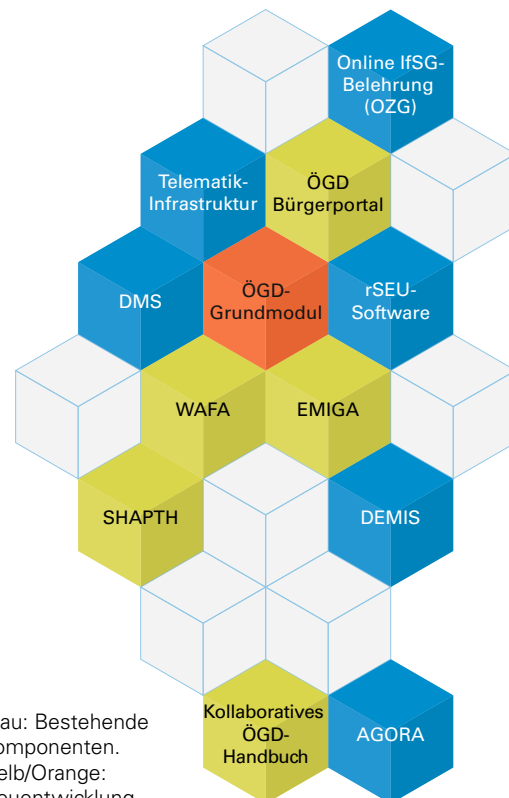 Online IfSG-
Belehrung
(OZG)
Telematik-
Infrastruktur
ÖGD
Bürgerportal
DMS
ÖGD-
Grundmodul
rSEU-
Software
WAFA
EMIGA
SHAPTH
DEMIS
Kollaboratives
ÖGD-
Handbuch
AGORA
Bestehende